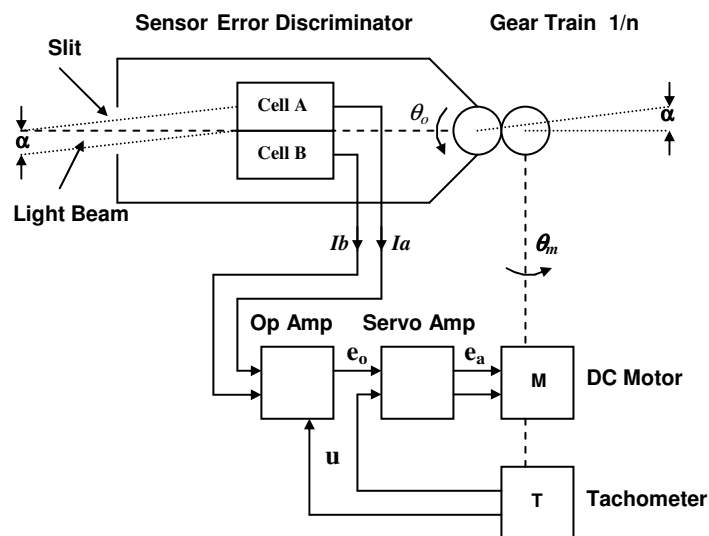 Sensor Error Discriminator
Gear Train 1/n
Slit
Cell A
θo
α
α
Cell B
Light Beam
Ib
Ia
θm
Op Amp
Servo Amp
eo
ea
M
DC Motor
u
T
Tachometer